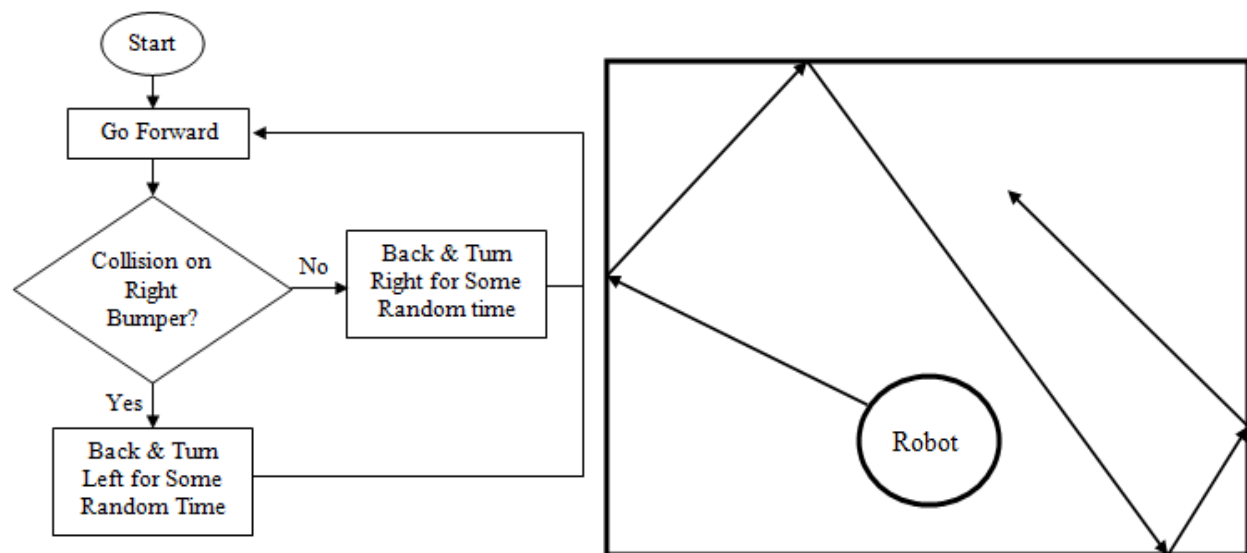 Start
Go Forward
Collision on
Right
Bumper?
No
Back & Turn
Right for Some
Random time
Yes
Back & Turn
Left for Some
Random Time
Robot